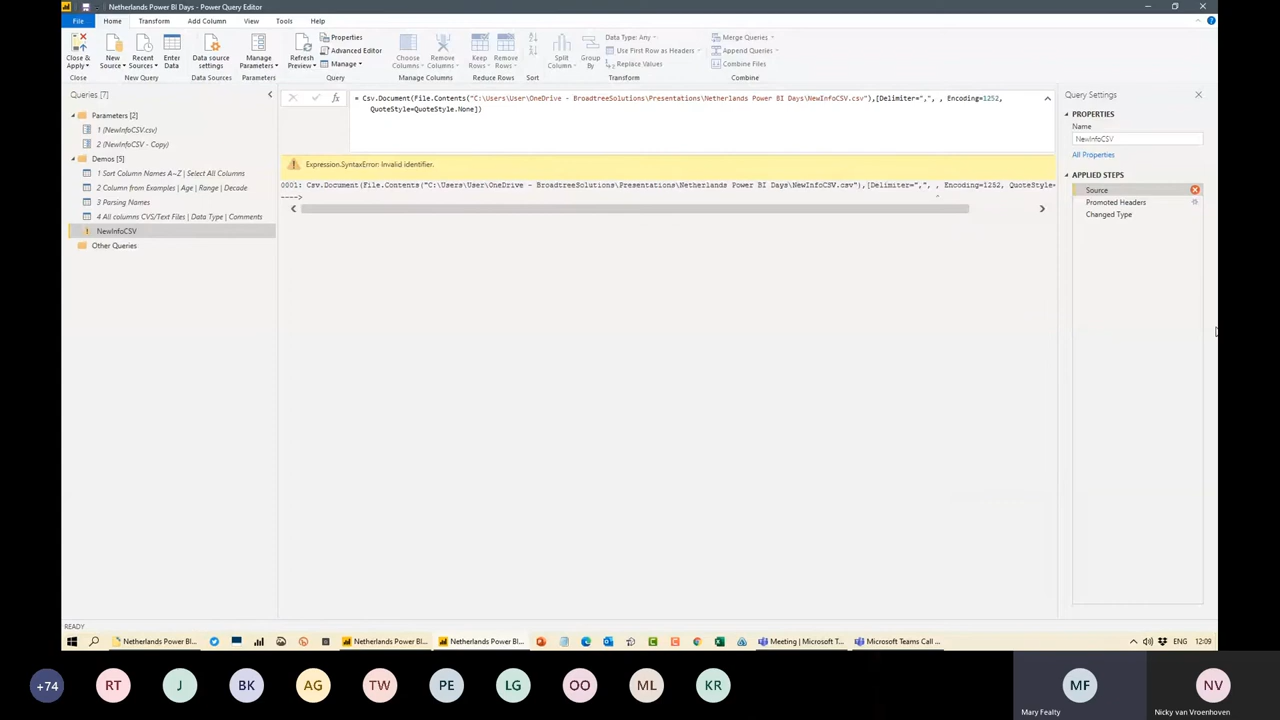 Netherlands Power BI Days - Power Query Editor
File Home Transform Add Column View Tools Help
Close & Apply
New Source
Recent Sources
Enter Data
Data source settings
Manage Parameters
Refresh Preview
Properties
Advanced Editor
Manage
Choose Columns
Remove Columns
Keep Rows
Remove Rows
Split Column
Group By
Data Type: Any
Use First Row as Headers
Replace Values
Merge Queries
Append Queries
Combine Files
Close New Query Data Sources Parameters Query Manage Columns Reduce Rows Sort Transform Combine
Queries [7]
Parameters [2]
1 (NewInfoCSV.csv)
2 (NewInfoCSV - Copy)
Demos [5]
1 Sort Column Names A~Z | Select All Columns
2 Column from Examples | Age | Range | Decade
3 Parsing Names
4 All columns CVS/Text Files | Data Type | Comments
NewInfoCSV
Other Queries
fx
= Csv.Document(File.Contents("C:\Users\User\OneDrive - BroadtreeSolutions\Presentations\Netherlands Power BI Days\NewInfoCSV.csv"),[Delimiter=",", , Encoding=1252,
QuoteStyle=QuoteStyle.None])
Expression.SyntaxError: Invalid identifier.
0001: Csv.Document(File.Contents("C:\Users\User\OneDrive - BroadtreeSolutions\Presentations\Netherlands Power BI Days\NewInfoCSV.csv"),[Delimiter=",", , Encoding=1252, QuoteStyle=
---->
Query Settings
PROPERTIES
Name
NewInfoCSV
All Properties
APPLIED STEPS
Source
Promoted Headers
Changed Type
READY
Netherlands Power BI... Netherlands Power BI... Netherlands Power BI... Meeting | Microsoft T... Microsoft Teams Call ... ENG 12:09
+74 RT J BK AG TW PE LG OO ML KR MF NV
Mary Fealty Nicky van Vroenhoven